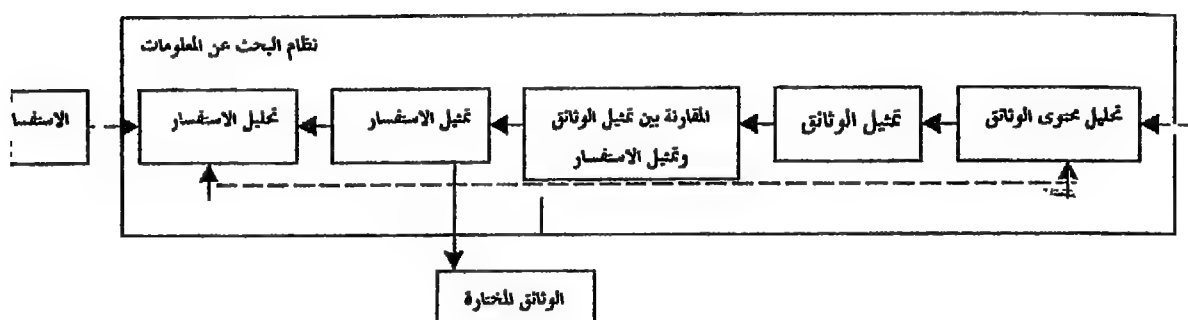 نظام البحث عن المعلومات
تحليل محتوى الوثائق
تمثيل الوثائق
المقارنة بين تمثيل الوثائق
وتمثيل الاستفسار
تمثيل الاستفسار
تحليل الاستفسار
الاستفسا
الوثائق المختارة